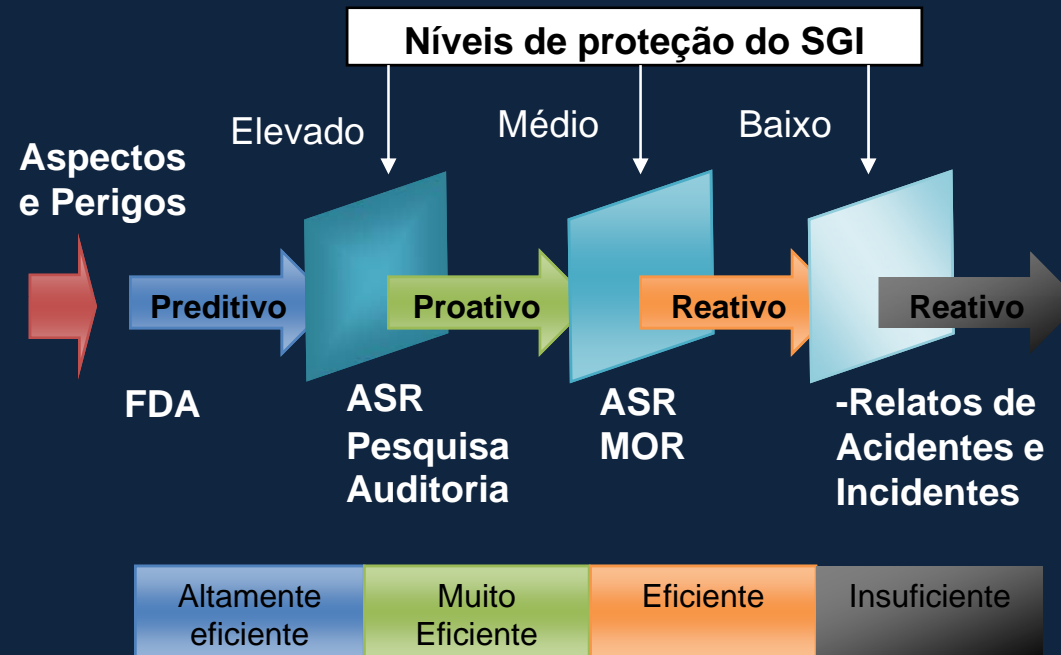 Níveis de proteção do SGI
Elevado
Médio
Baixo
Aspectos
e Perigos
Preditivo
Proativo
Reativo
Reativo
FDA
ASR
Pesquisa
Auditoria
ASR
MOR
-Relatos de
Acidentes e
Incidentes
Altamente
eficiente
Muito
Eficiente
Eficiente
Insuficiente